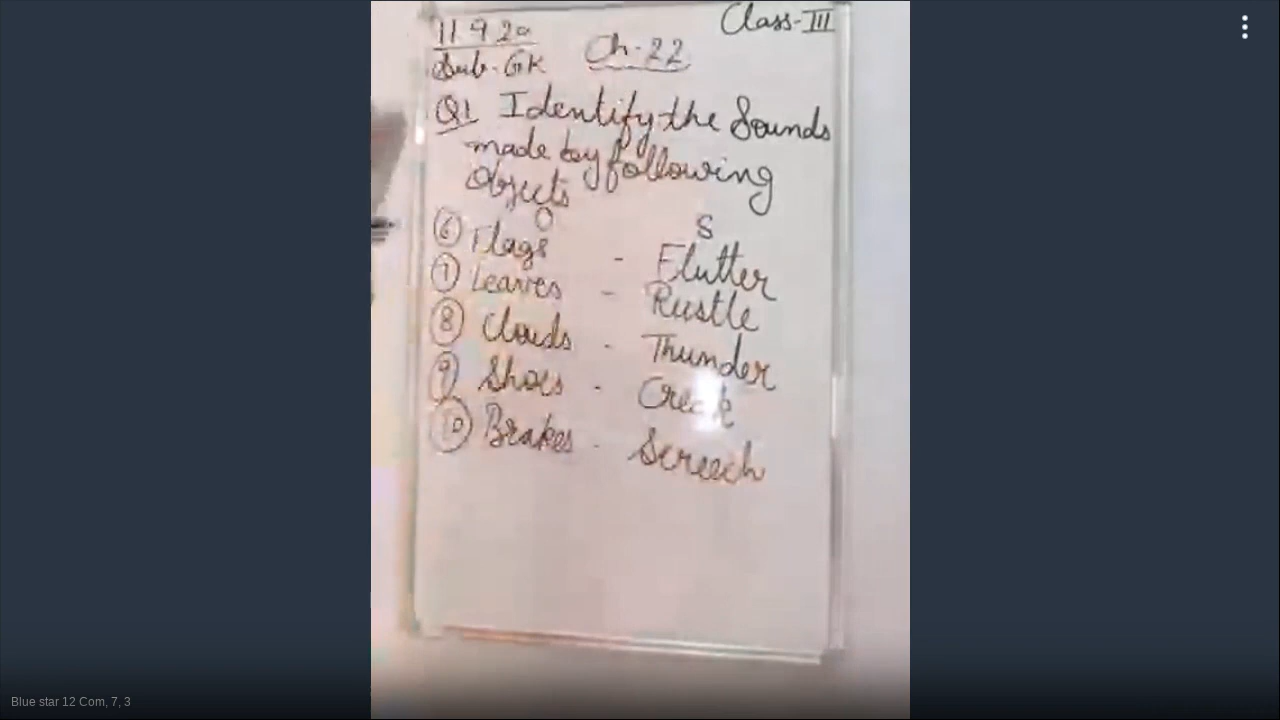 Class-III
11 9 20
Sub-GK Ch-22
Q1 Identify the Sounds
made by following
Objects
O S
6 Flags - Flutter
7 Leaves - Rustle
8 Clouds - Thunder
9 Shoes - Creak
10 Brakes - Screech
Blue star 12 Com, 7, 3